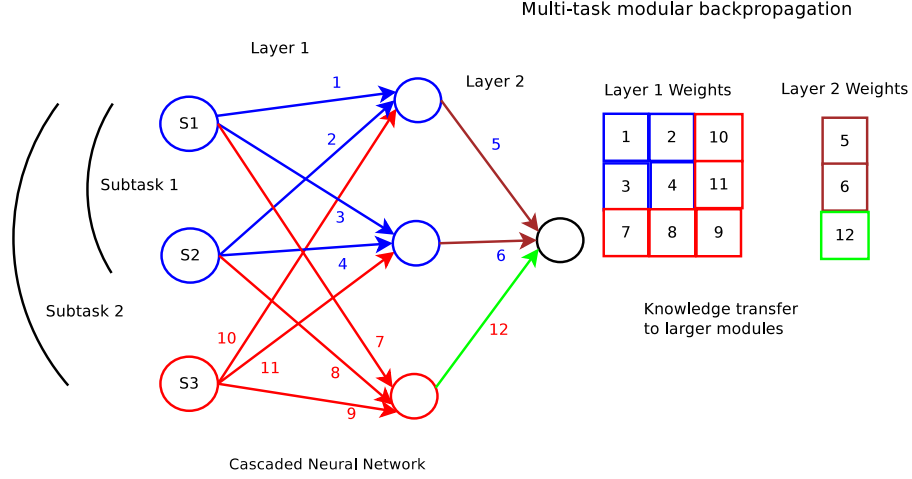 Multi-task modular backpropagation
Layer 1
Layer 2
Layer 1 Weights
Layer 2 Weights
Subtask 1
Subtask 2
S1
S2
S3
1
2
3
4
10
11
7
8
9
5
6
12
1 2 10
3 4 11
7 8 9
5
6
12
Knowledge transfer
to larger modules
Cascaded Neural Network